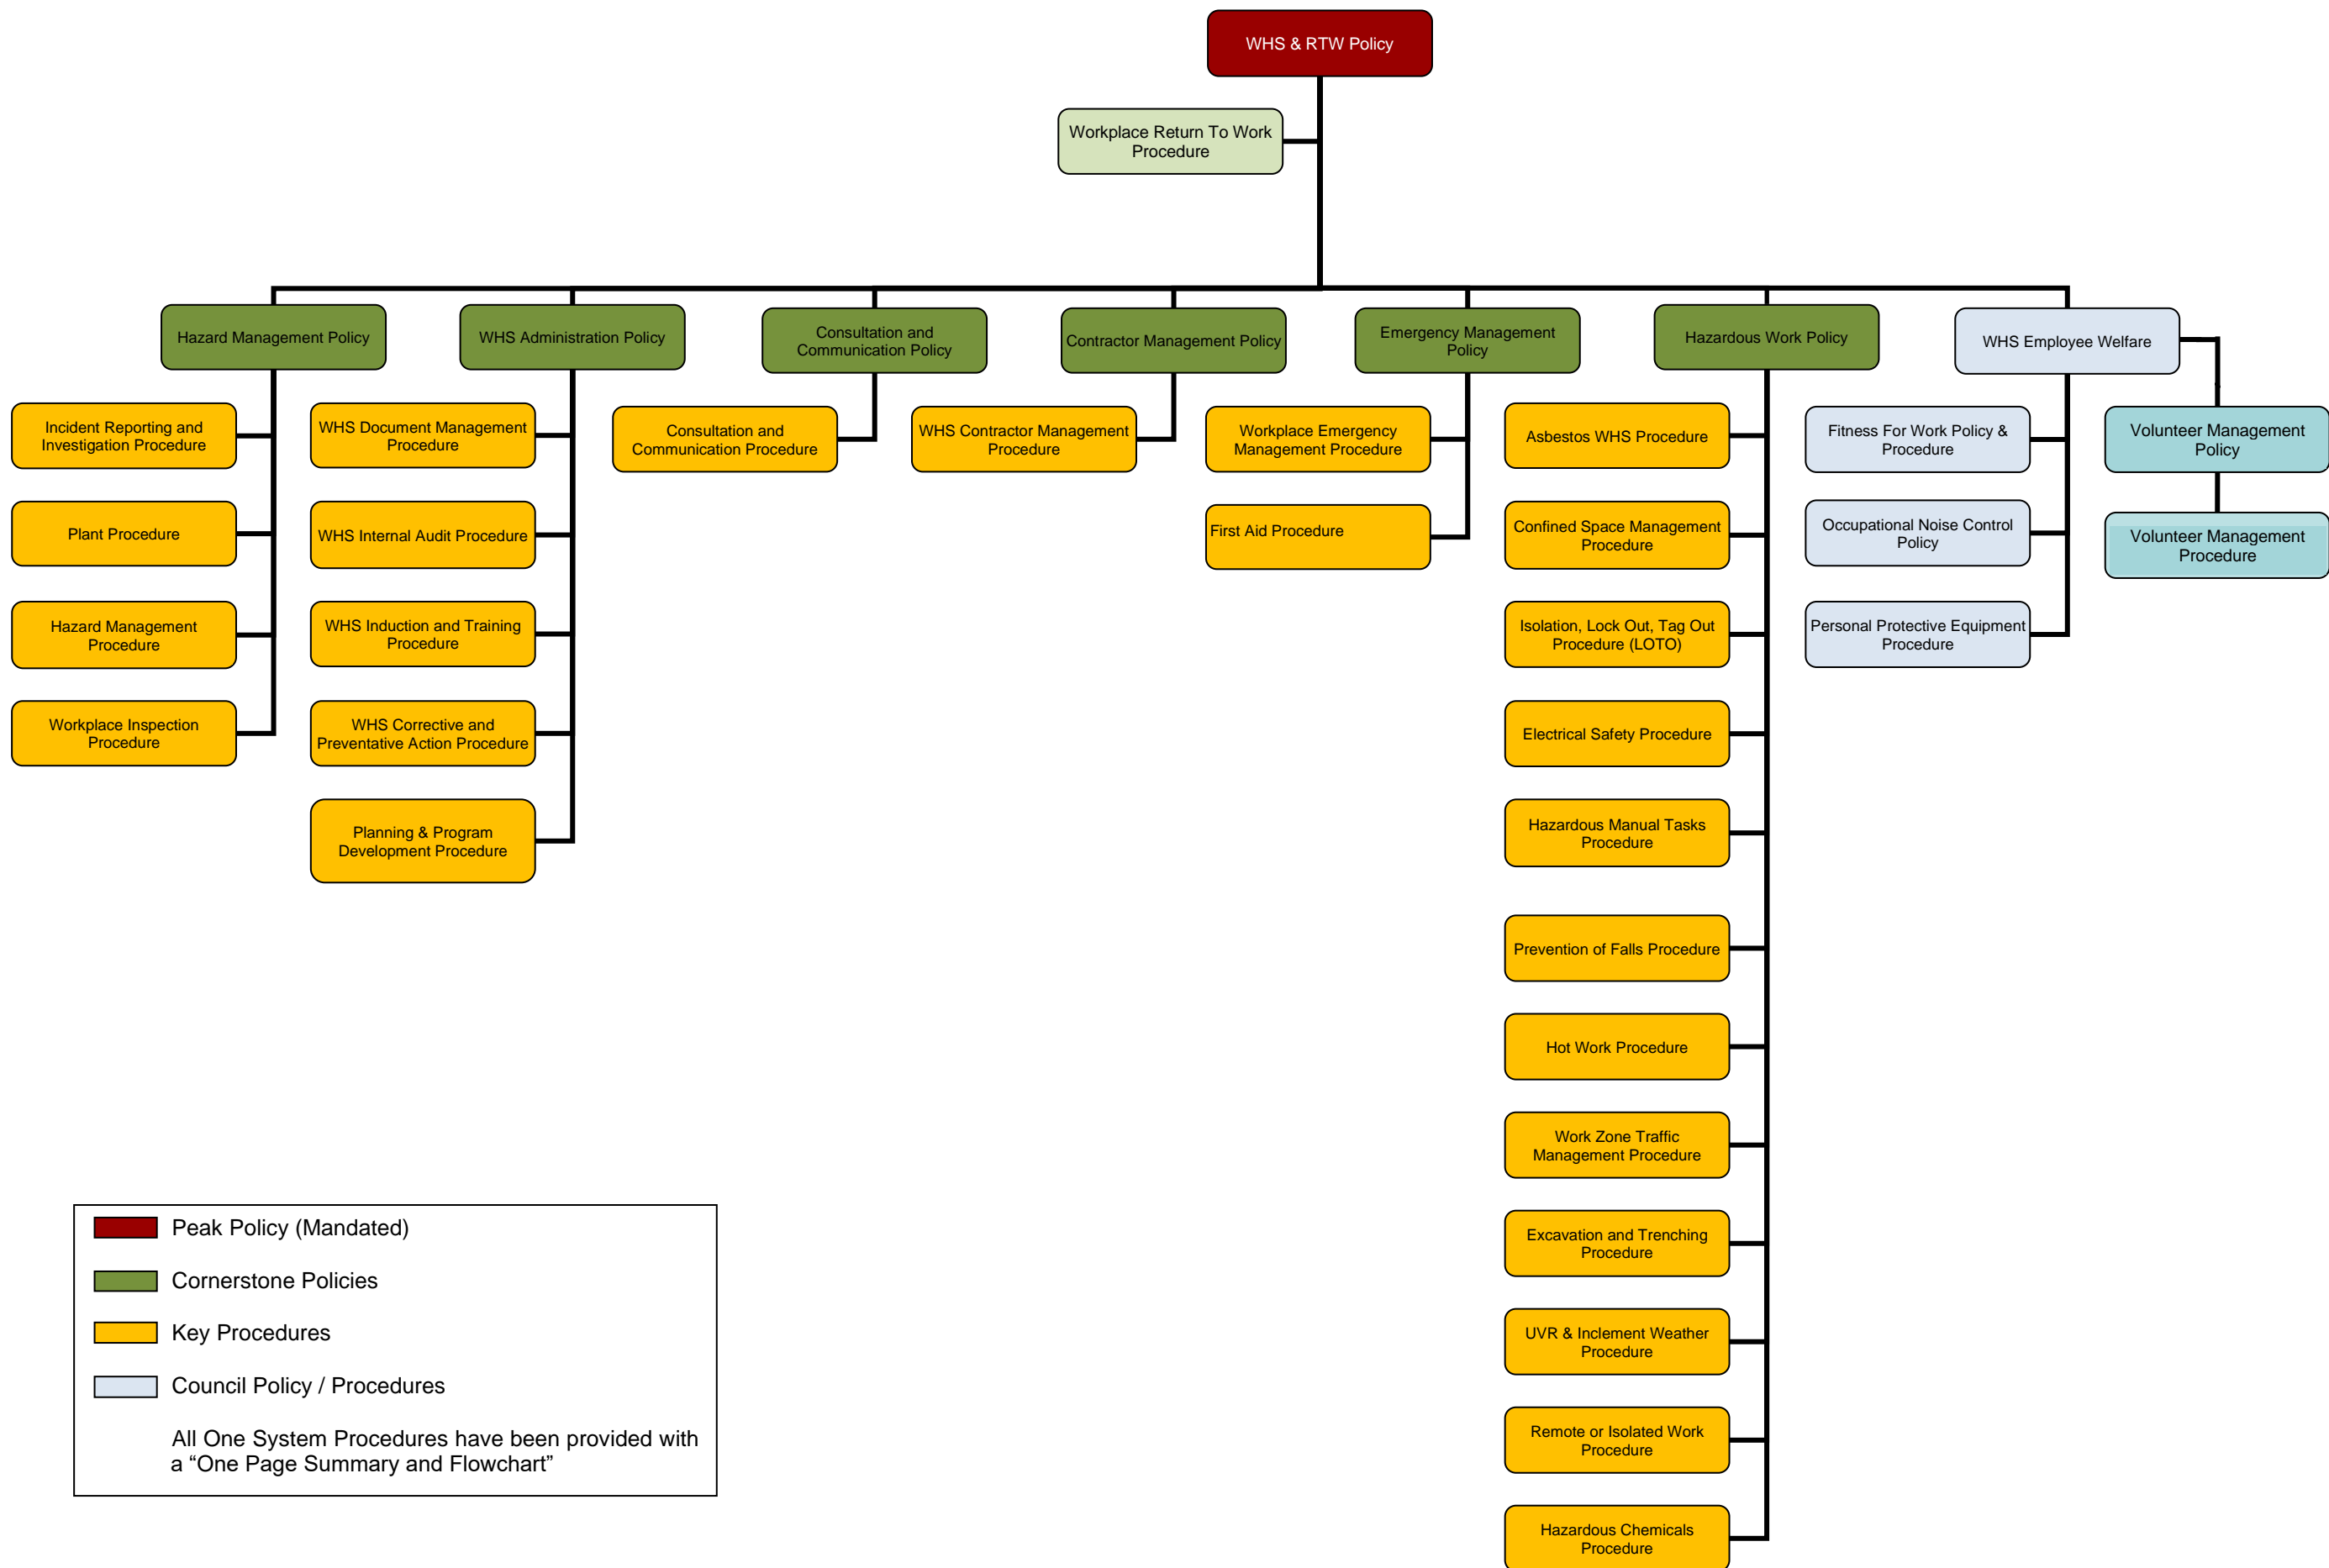 WHS & RTW Policy
Workplace Return To Work
Procedure
Hazard Management Policy
WHS Administration Policy
Consultation and
Communication Policy
Contractor Management Policy
Emergency Management
Policy
Hazardous Work Policy
WHS Employee Welfare
Incident Reporting and
Investigation Procedure
Plant Procedure
Hazard Management
Procedure
Workplace Inspection
Procedure
WHS Document Management
Procedure
WHS Internal Audit Procedure
WHS Induction and Training
Procedure
WHS Corrective and
Preventative Action Procedure
Planning & Program
Development Procedure
Consultation and
Communication Procedure
WHS Contractor Management
Procedure
Workplace Emergency
Management Procedure
First Aid Procedure
Asbestos WHS Procedure
Confined Space Management
Procedure
Isolation, Lock Out, Tag Out
Procedure (LOTO)
Electrical Safety Procedure
Hazardous Manual Tasks
Procedure
Prevention of Falls Procedure
Hot Work Procedure
Work Zone Traffic
Management Procedure
Excavation and Trenching
Procedure
UVR & Inclement Weather
Procedure
Remote or Isolated Work
Procedure
Hazardous Chemicals
Procedure
Fitness For Work Policy &
Procedure
Occupational Noise Control
Policy
Personal Protective Equipment
Procedure
Volunteer Management
Policy
Volunteer Management
Procedure
Peak Policy (Mandated)
Cornerstone Policies
Key Procedures
Council Policy / Procedures
All One System Procedures have been provided with
a “One Page Summary and Flowchart”